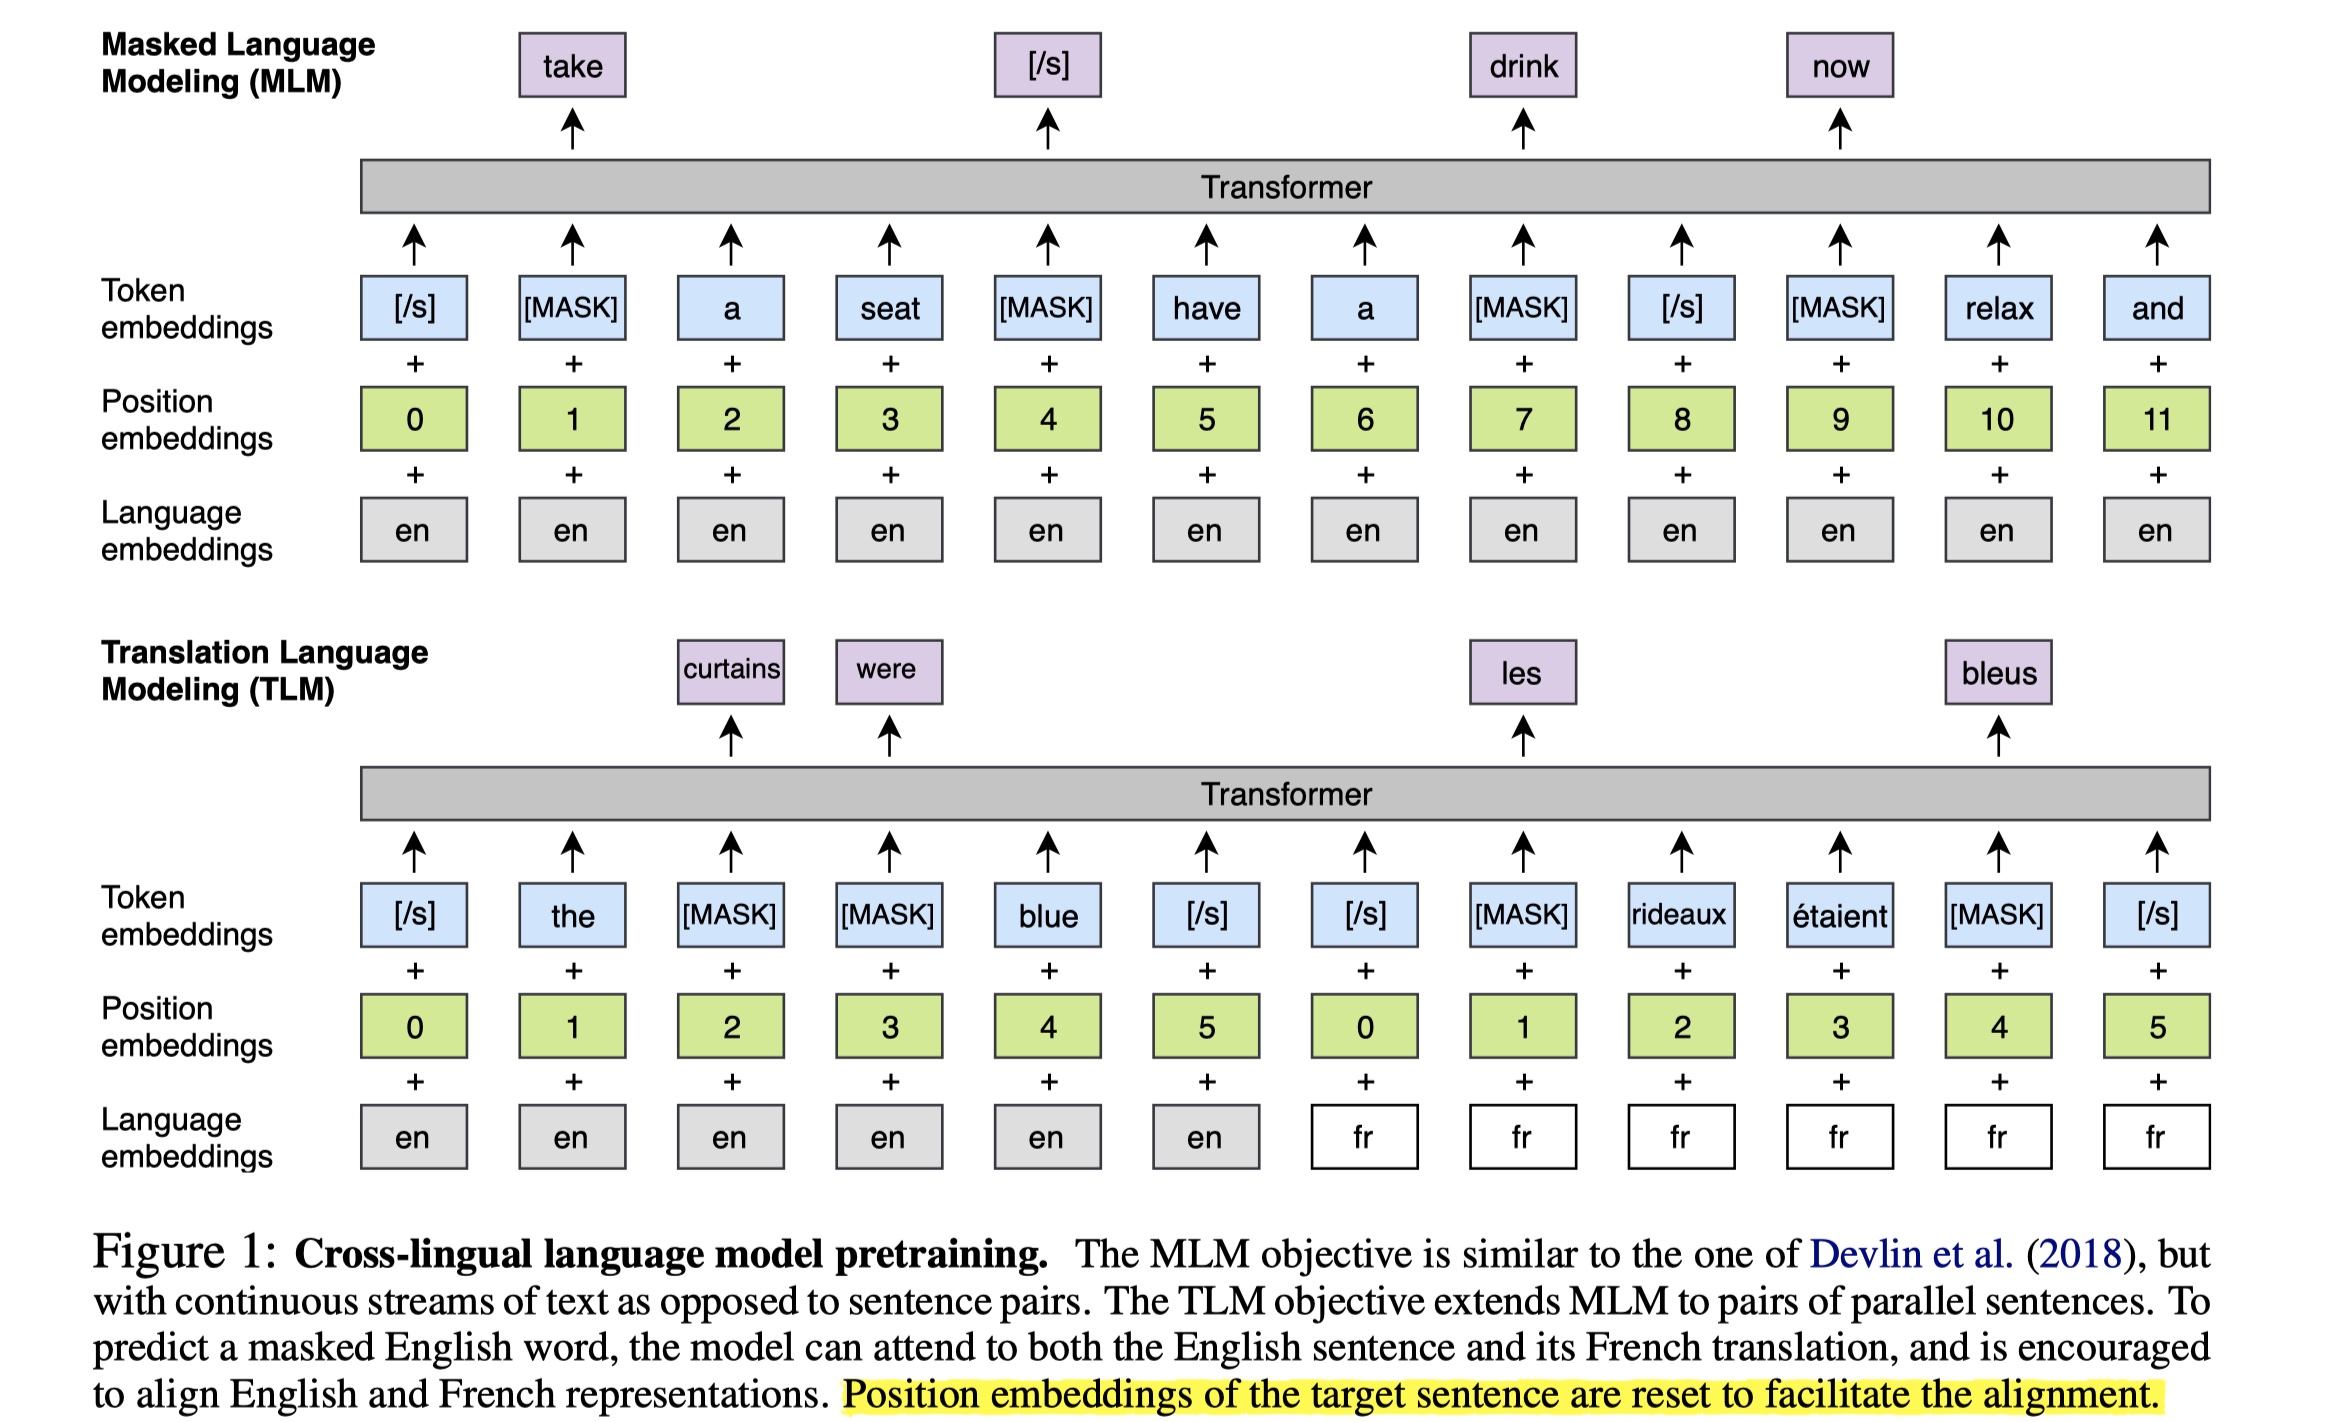 Masked Language
Modeling (MLM)
take [/s] drink now
Transformer
Token
embeddings
[/s] [MASK] a seat [MASK] have a [MASK] [/s] [MASK] relax and
+ + + + + + + + + + + +
Position
embeddings
0 1 2 3 4 5 6 7 8 9 10 11
+ + + + + + + + + + + +
Language
embeddings
en en en en en en en en en en en en
Translation Language
Modeling (TLM)
curtains were les bleus
Transformer
Token
embeddings
[/s] the [MASK] [MASK] blue [/s] [/s] [MASK] rideaux étaient [MASK] [/s]
+ + + + + + + + + + + +
Position
embeddings
0 1 2 3 4 5 0 1 2 3 4 5
+ + + + + + + + + + + +
Language
embeddings
en en en en en en fr fr fr fr fr fr
Figure 1: Cross-lingual language model pretraining. The MLM objective is similar to the one of Devlin et al. (2018), but
with continuous streams of text as opposed to sentence pairs. The TLM objective extends MLM to pairs of parallel sentences. To
predict a masked English word, the model can attend to both the English sentence and its French translation, and is encouraged
to align English and French representations. Position embeddings of the target sentence are reset to facilitate the alignment.